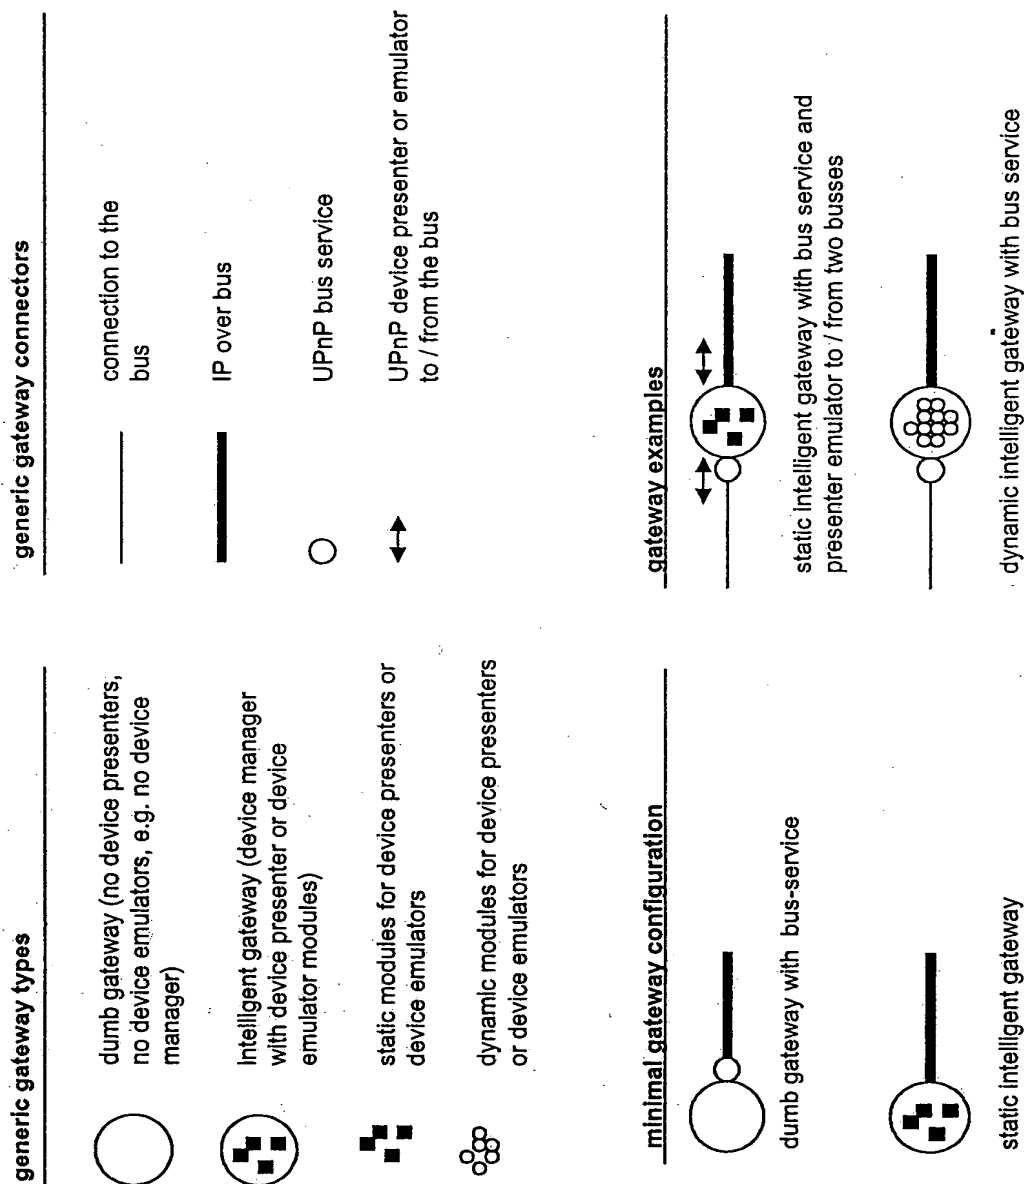 generic gateway types
dumb gateway (no device presenters,
no device emulators, e.g. no device
manager)
Intelligent gateway (device manager
with device presenter or device
emulator modules)
static modules for device presenters or
device emulators
dynamic modules for device presenters
or device emulators
generic gateway connectors
connection to the
bus
IP over bus
UPnP bus service
UPnP device presenter or emulator
to / from the bus
minimal gateway configuration
dumb gateway with bus-service
static intelligent gateway
gateway examples
static Intelligent gateway with bus service and
presenter emulator to / from two busses
dynamic intelligent gateway with bus service